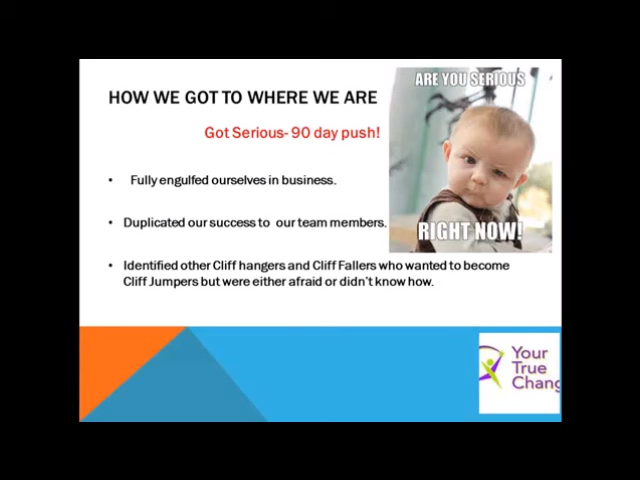 HOW WE GOT TO WHERE WE ARE
Got Serious- 90 day push!
• Fully engulfed ourselves in business.
• Duplicated our success to our team members.
• Identified other Cliff hangers and Cliff Fallers who wanted to become
Cliff Jumpers but were either afraid or didn't know how.
ARE YOU SERIOUS
RIGHT NOW!
Your
True
Chang